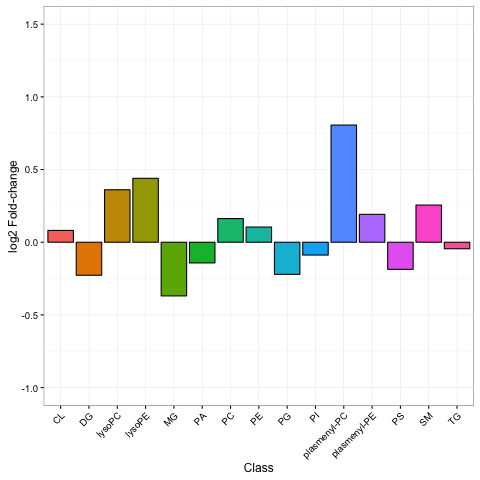 log2 Fold-change
1.5
1.0
0.5
0.0
-0.5
-1.0
CL
DG
lysoPC
lysoPE
MG
PA
PC
PE
PG
PI
plasmenyl-PC
plasmenyl-PE
PS
SM
TG
Class